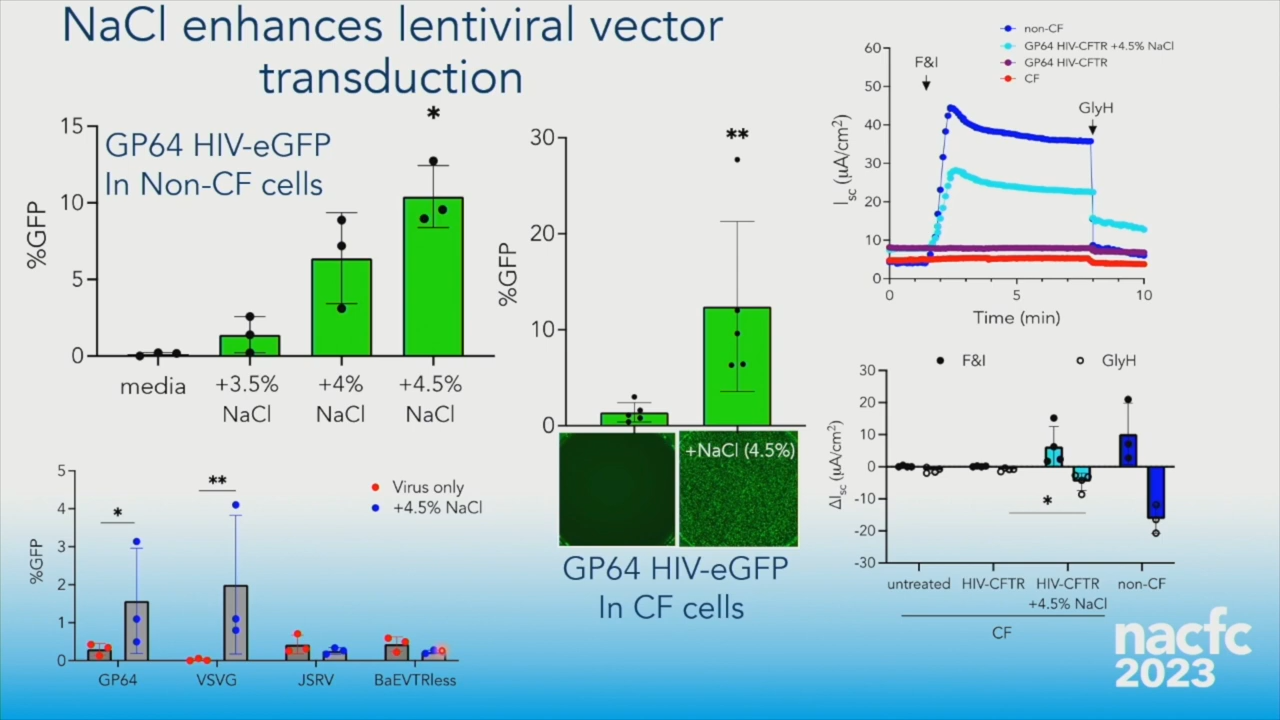 NaCl enhances lentiviral vector
transduction
15
10
5
0
%GFP
GP64 HIV-eGFP
In Non-CF cells
*
media
+3.5%
NaCl
+4%
NaCl
+4.5%
NaCl
30
20
10
0
%GFP
**
+NaCl (4.5%)
GP64 HIV-eGFP
In CF cells
5
4
3
2
1
0
%GFP
*
**
Virus only
+4.5% NaCl
GP64
VSVG
JSRV
BaEVTRless
non-CF
GP64 HIV-CFTR +4.5% NaCl
GP64 HIV-CFTR
CF
60
50
40
30
20
10
0
Isc (μA/cm²)
F&I
GlyH
0
5
10
Time (min)
F&I
GlyH
30
20
10
0
-10
-20
-30
ΔIsc (μA/cm²)
*
untreated
HIV-CFTR
HIV-CFTR
+4.5% NaCl
non-CF
CF
nacfc
2023